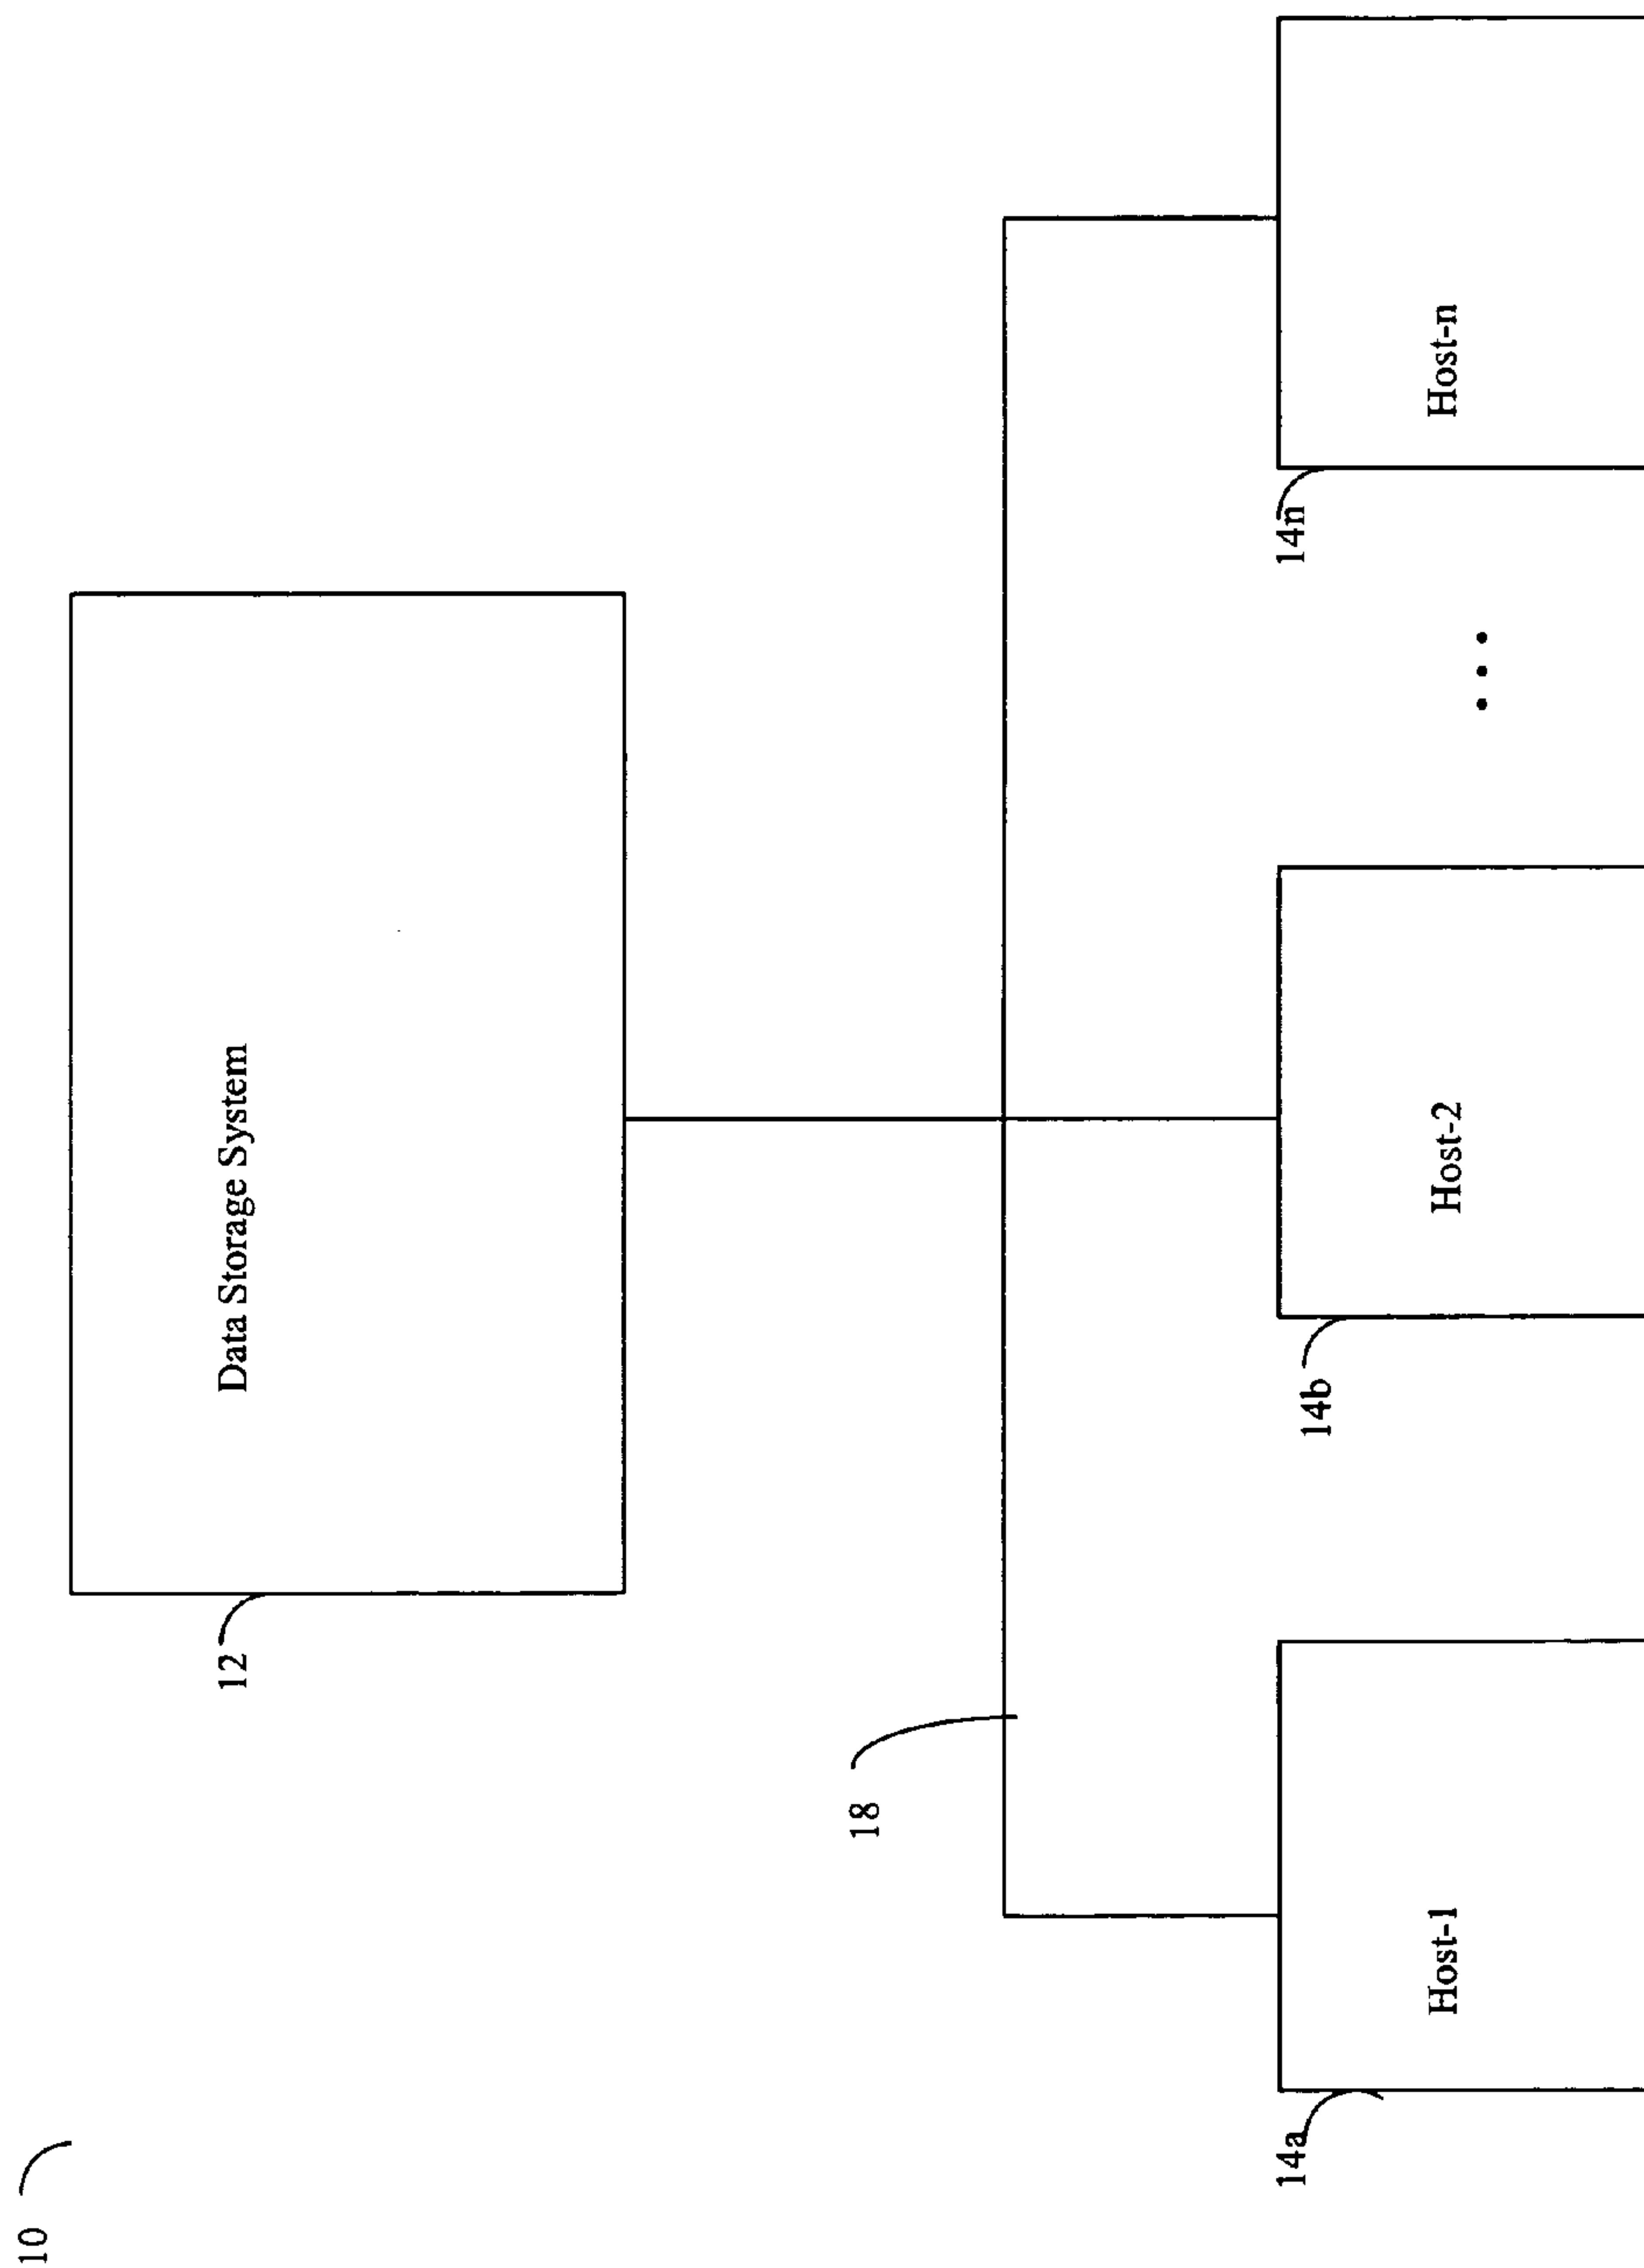 10
12
Data Storage System
18
14a
Host-1
14b
Host-2
...
14n
Host-n